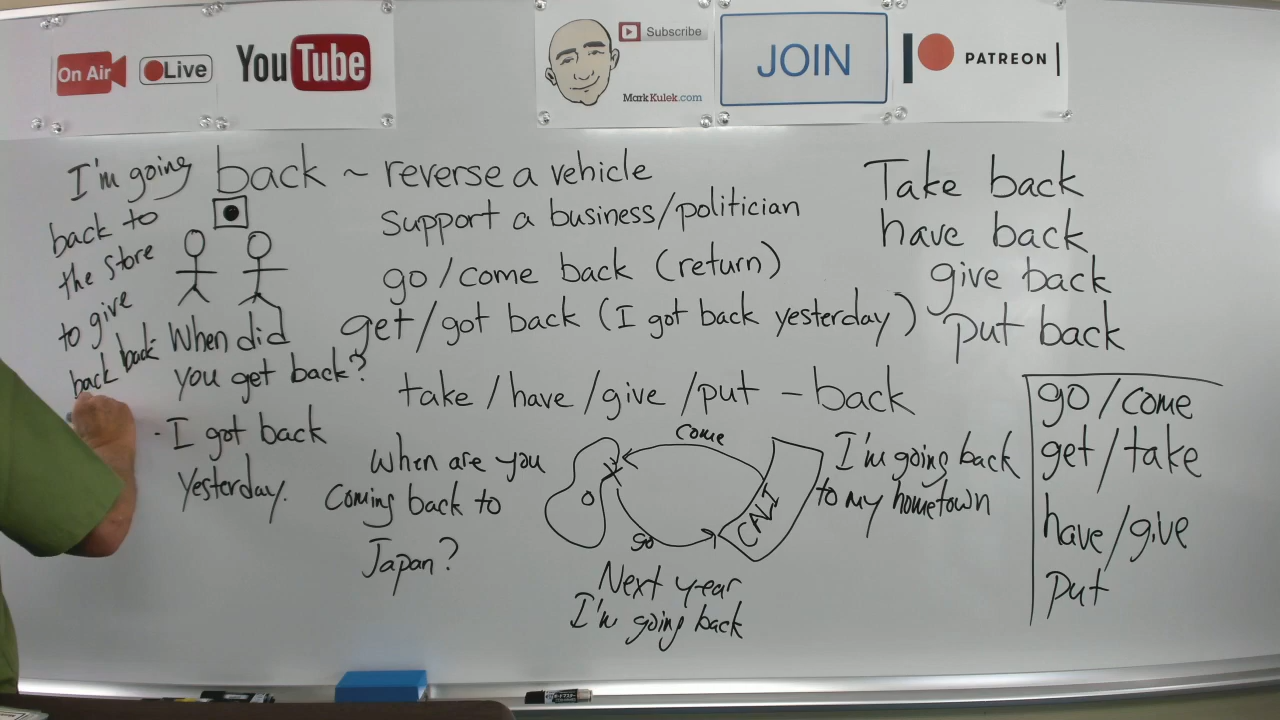 On Air
Live
YouTube
Subscribe
MarkKulek.com
JOIN
PATREON
I'm going
back to
the store
to give
back back
back ~ reverse a vehicle
support a business/politician
go/come back (return)
get/got back (I got back yesterday)
take/have/give/put - back
When did
you get back?
- I got back
yesterday.
When are you
coming back to
Japan?
come
go
CALI
Next year
I'm going back
I'm going back
to my hometown
Take back
have back
give back
put back
go/come
get/take
have/give
put